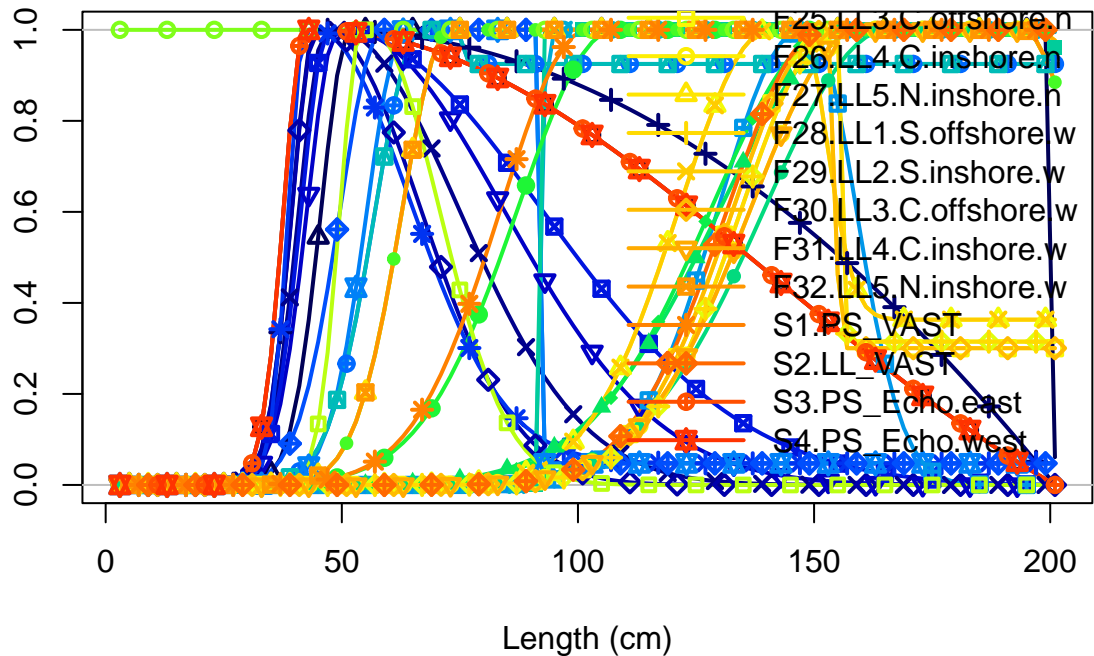 F25.LL3.C.offshore.n
F26.LL4.C.inshore.n
F27.LL5.N.inshore.n
F28.LL1.S.offshore.w
F29.LL2.S.inshore.w
F30.LL3.C.offshore.w
F31.LL4.C.inshore.w
F32.LL5.N.inshore.w
S1.PS_VAST
S2.LL_VAST
S3.PS_Echo.east
S4.PS_Echo.west
1.0
0.8
0.6
0.4
0.2
0.0
0 50 100 150 200
Length (cm)